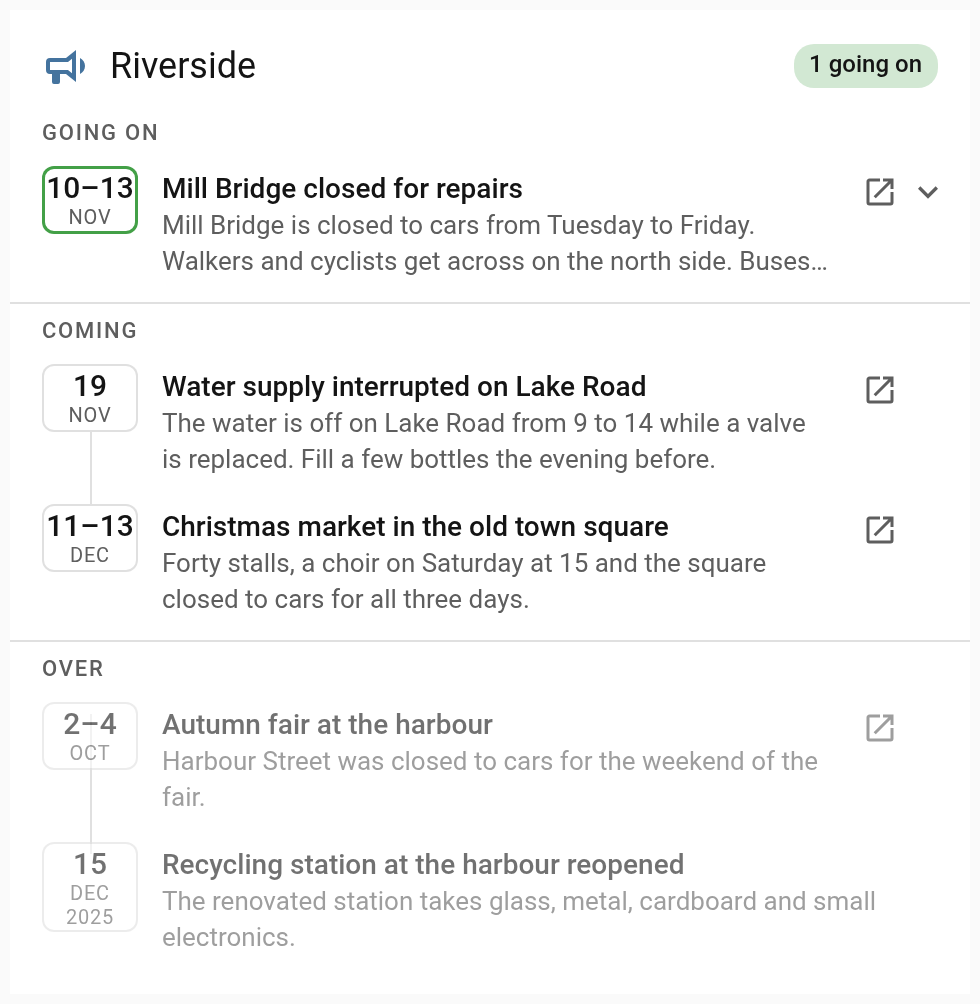 Riverside
1 going on
GOING ON
10–13
NOV
Mill Bridge closed for repairs
Mill Bridge is closed to cars from Tuesday to Friday.
Walkers and cyclists get across on the north side. Buses…
COMING
19
NOV
Water supply interrupted on Lake Road
The water is off on Lake Road from 9 to 14 while a valve
is replaced. Fill a few bottles the evening before.
11–13
DEC
Christmas market in the old town square
Forty stalls, a choir on Saturday at 15 and the square
closed to cars for all three days.
OVER
2–4
OCT
Autumn fair at the harbour
Harbour Street was closed to cars for the weekend of the
fair.
15
DEC
2025
Recycling station at the harbour reopened
The renovated station takes glass, metal, cardboard and small
electronics.